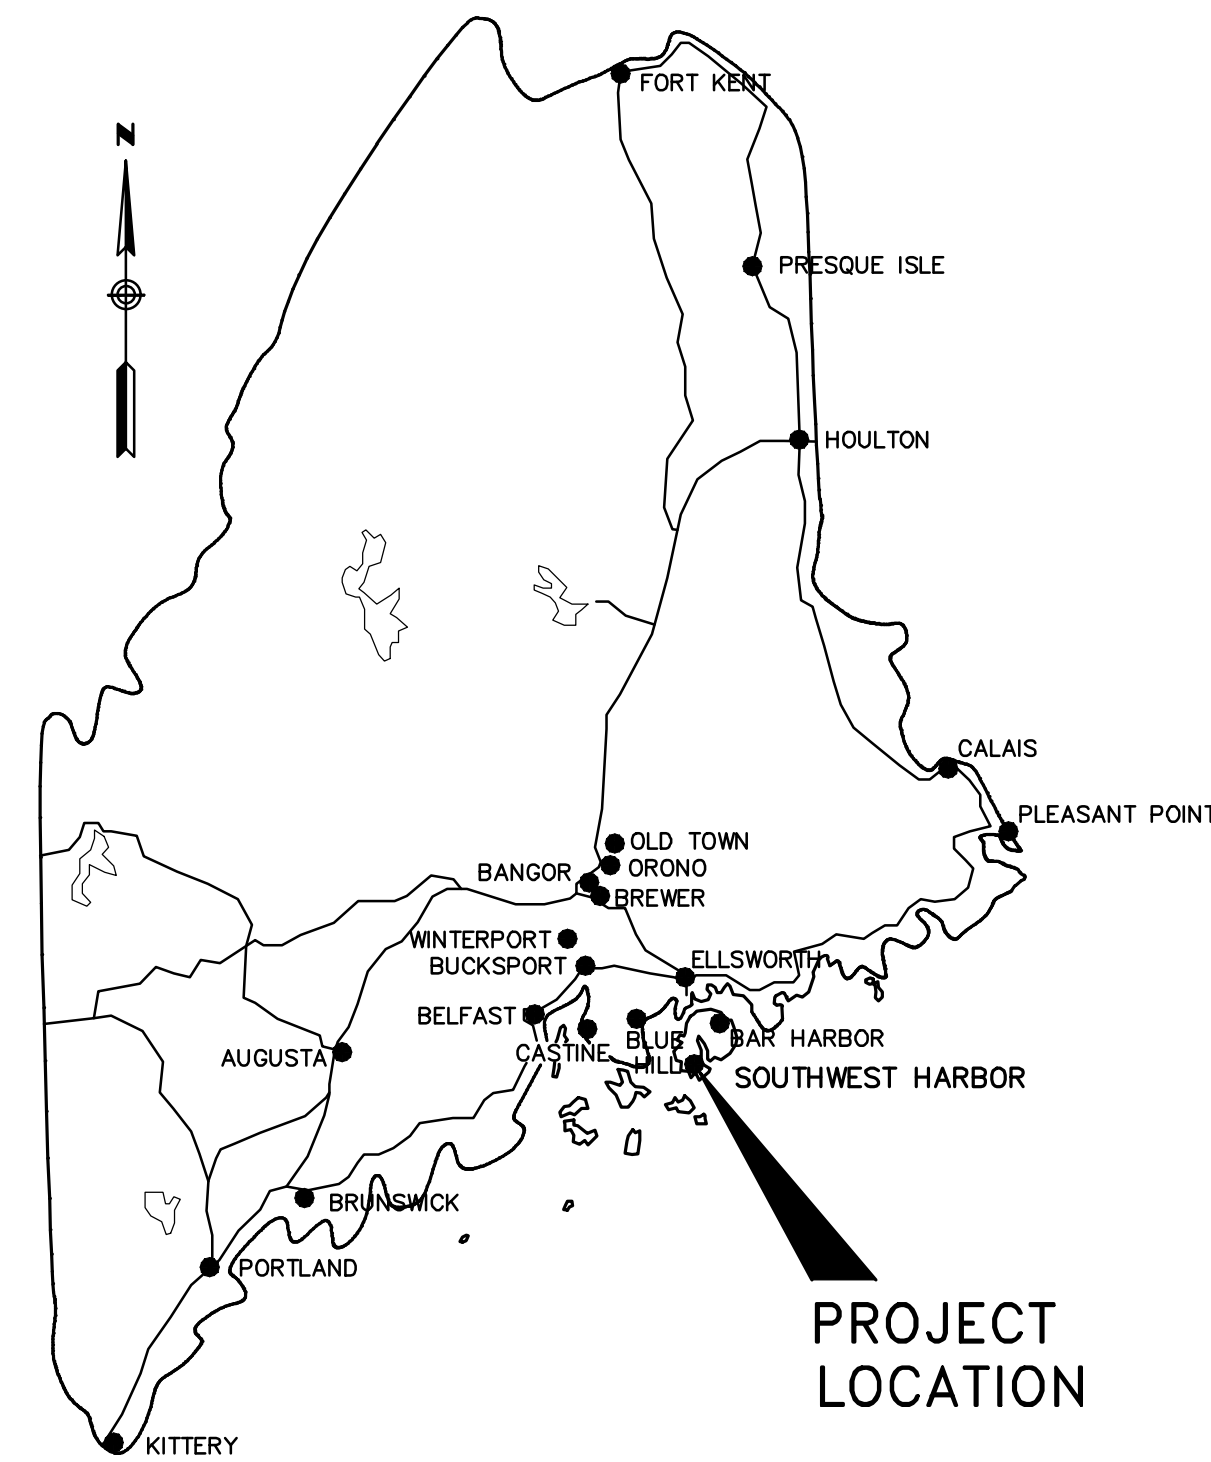 N
FORT KENT
PRESQUE ISLE
HOULTON
CALAIS
PLEASANT POINT
OLD TOWN
ORONO
BANGOR
BREWER
WINTERPORT
BUCKSPORT
ELLSWORTH
BELFAST
BLUE
HILL
BAR HARBOR
CASTINE
AUGUSTA
SOUTHWEST HARBOR
BRUNSWICK
PORTLAND
PROJECT
LOCATION
KITTERY